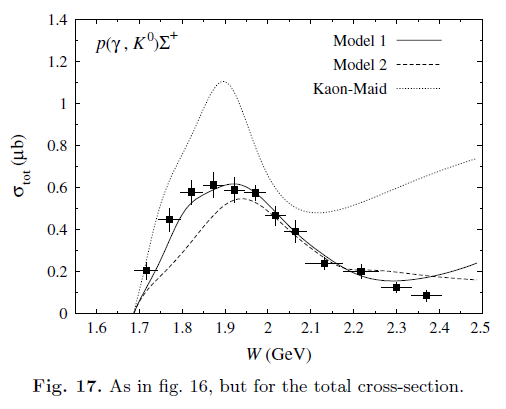 1.4
p(γ, K⁰)Σ⁺
Model 1
Model 2
Kaon-Maid
1.2
1
0.8
0.6
0.4
0.2
0
σtot (μb)
1.6 1.7 1.8 1.9 2 2.1 2.2 2.3 2.4 2.5
W (GeV)
Fig. 17. As in fig. 16, but for the total cross-section.